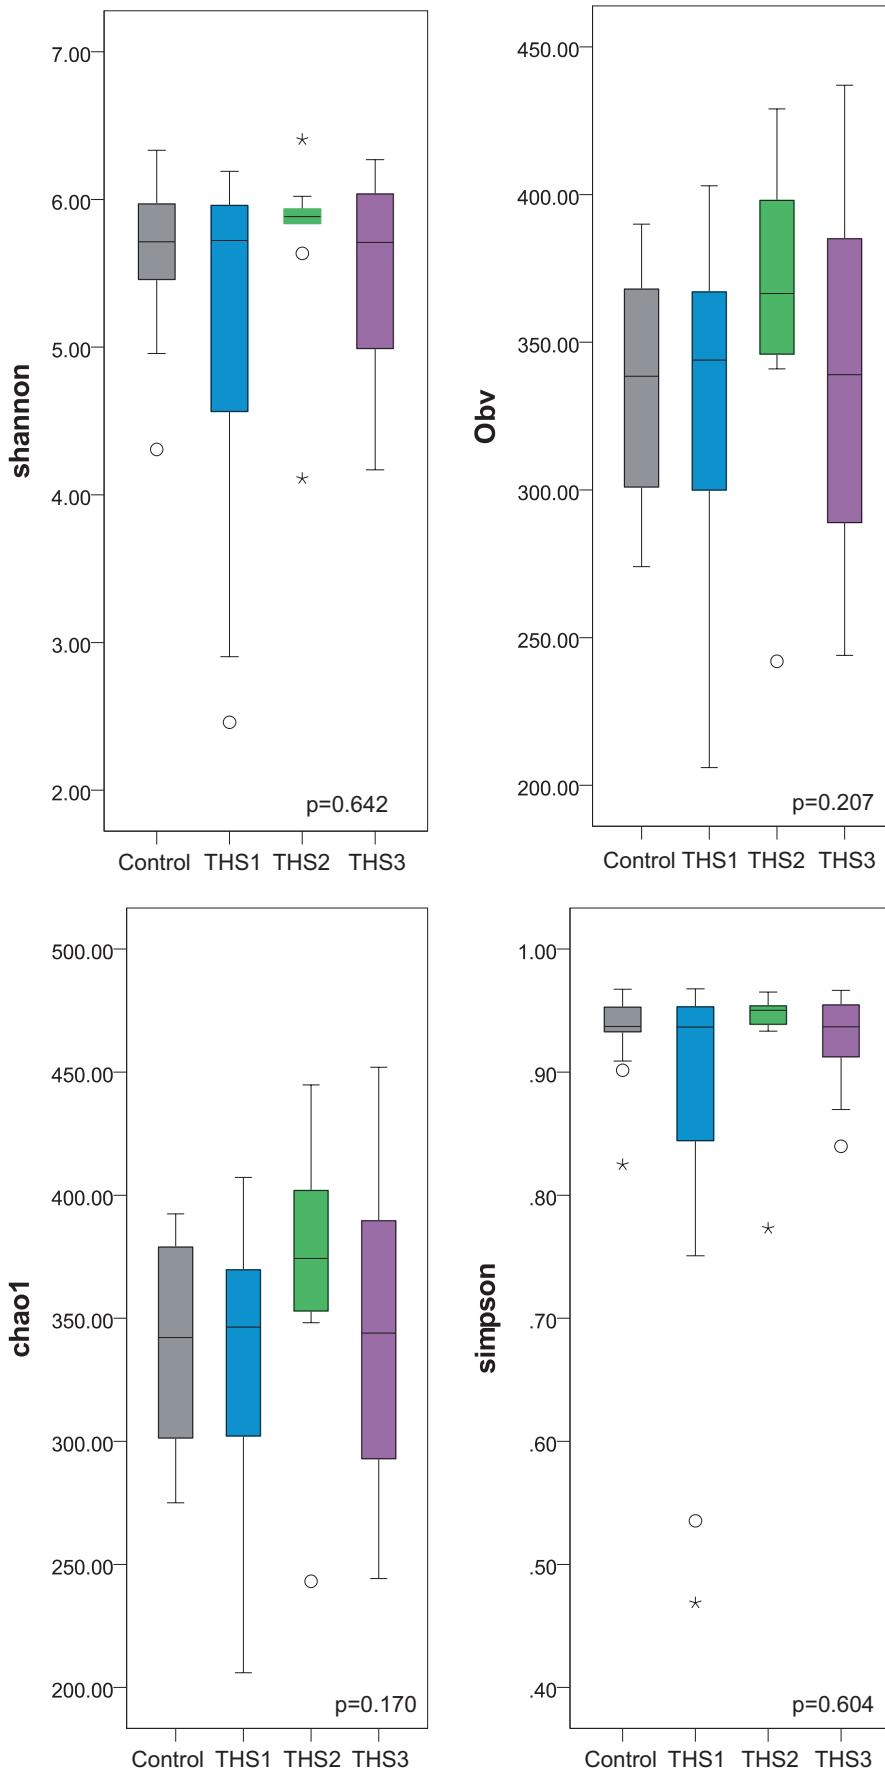 shannon
7.00
6.00
5.00
4.00
3.00
2.00
p=0.642
Control THS1 THS2 THS3
Obv
450.00
400.00
350.00
300.00
250.00
200.00
p=0.207
Control THS1 THS2 THS3
chao1
500.00
450.00
400.00
350.00
300.00
250.00
200.00
p=0.170
Control THS1 THS2 THS3
simpson
1.00
.90
.80
.70
.60
.50
.40
p=0.604
Control THS1 THS2 THS3